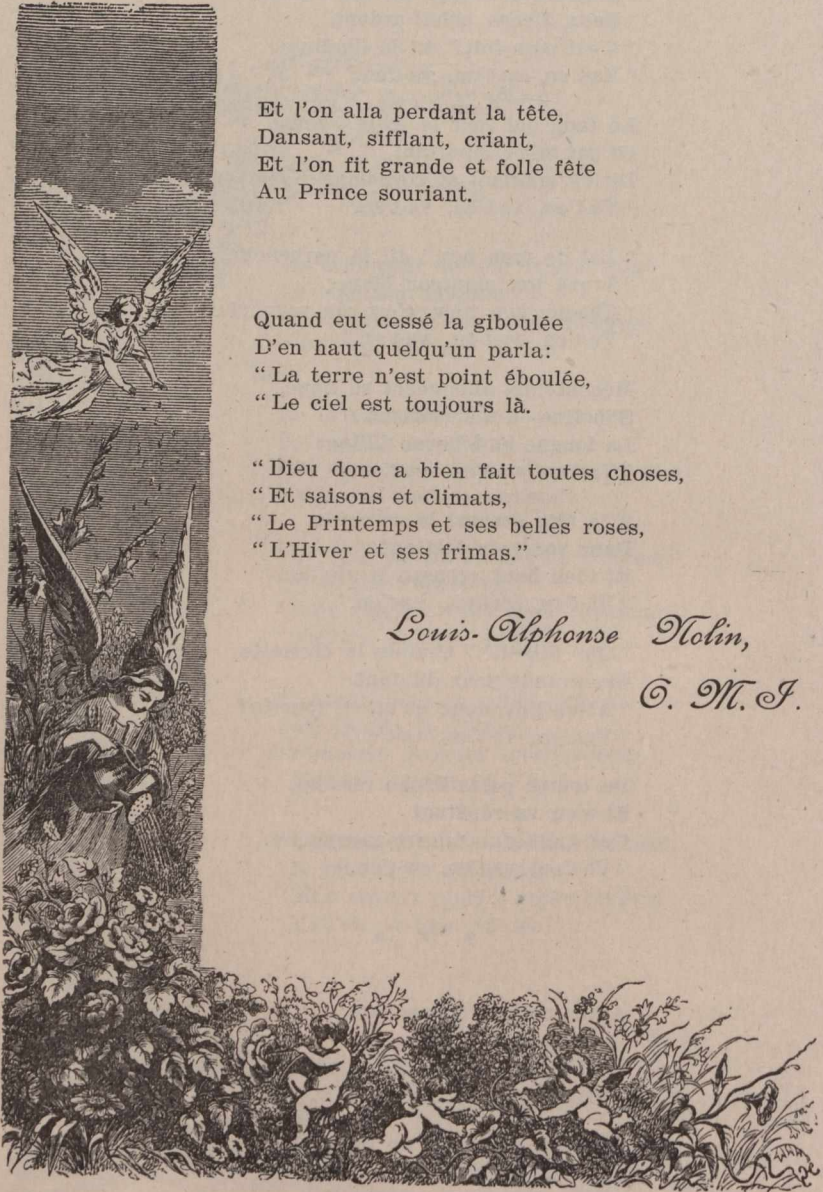 Et l'on alla perdant la tête,
Dansant, sifflant, criant,
Et l'on fit grande et folle fête
Au Prince souriant.
Quand eut cessé la giboulée
D'en haut quelqu'un parla:
“ La terre n'est point éboulée,
“ Le ciel est toujours là.
“ Dieu donc a bien fait toutes choses,
“ Et saisons et climats,
“ Le Printemps et ses belles roses,
“ L'Hiver et ses frimas.”
Louis-Alphonse Nolin,
O. M. I.